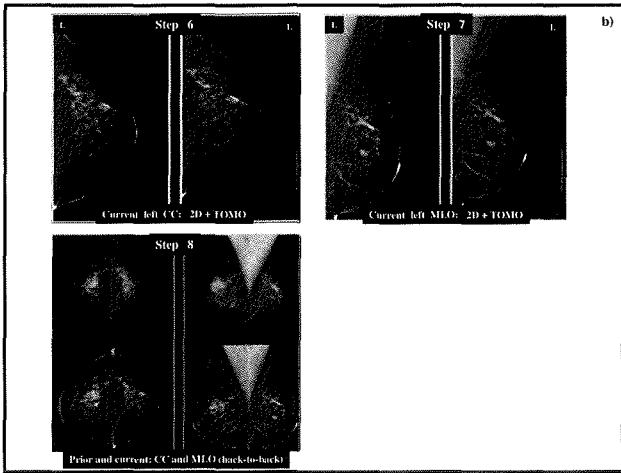 Step 6
L
L
Step 7
L
L
b)
Current left CC: 2D + TOMO
Current left MLO: 2D + TOMO
Step 8
Prior and current: CC and MLO (back-to-back)